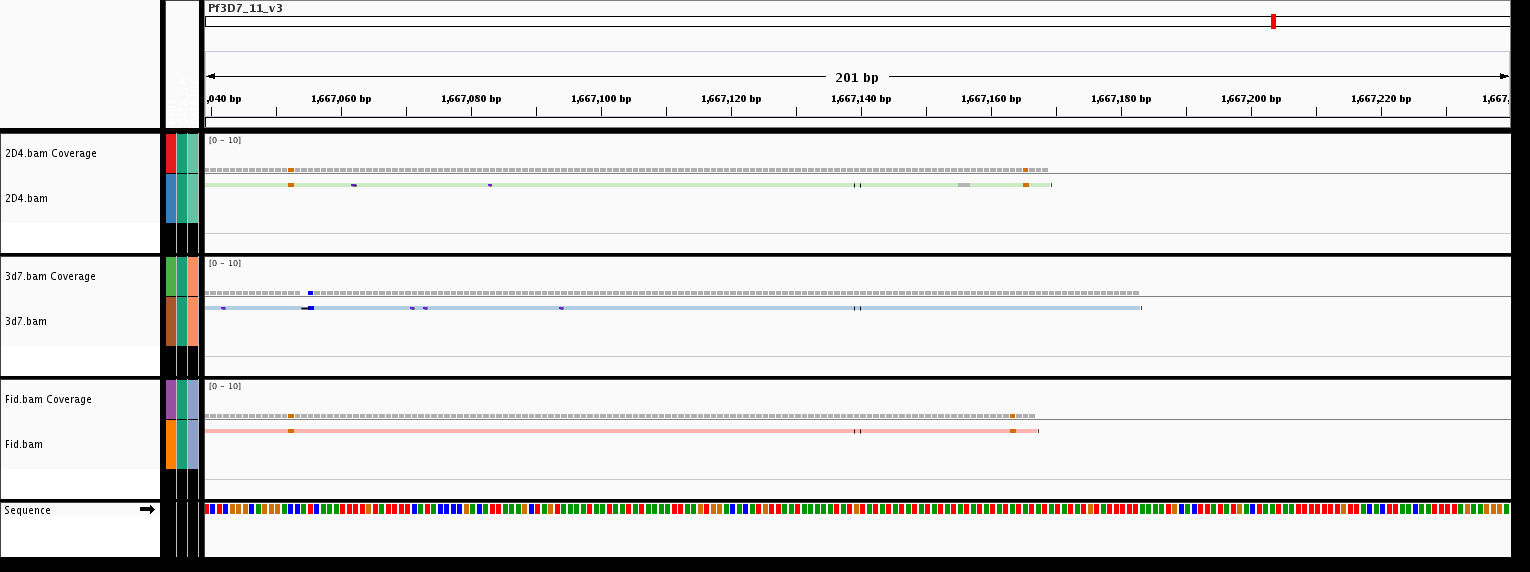 Pf3D7_11_v3
201 bp
,040 bp 1,667,060 bp 1,667,080 bp 1,667,100 bp 1,667,120 bp 1,667,140 bp 1,667,160 bp 1,667,180 bp 1,667,200 bp 1,667,220 bp 1,667,
[0 - 10]
2D4.bam Coverage
2D4.bam
[0 - 10]
3d7.bam Coverage
3d7.bam
[0 - 10]
Fid.bam Coverage
Fid.bam
Sequence